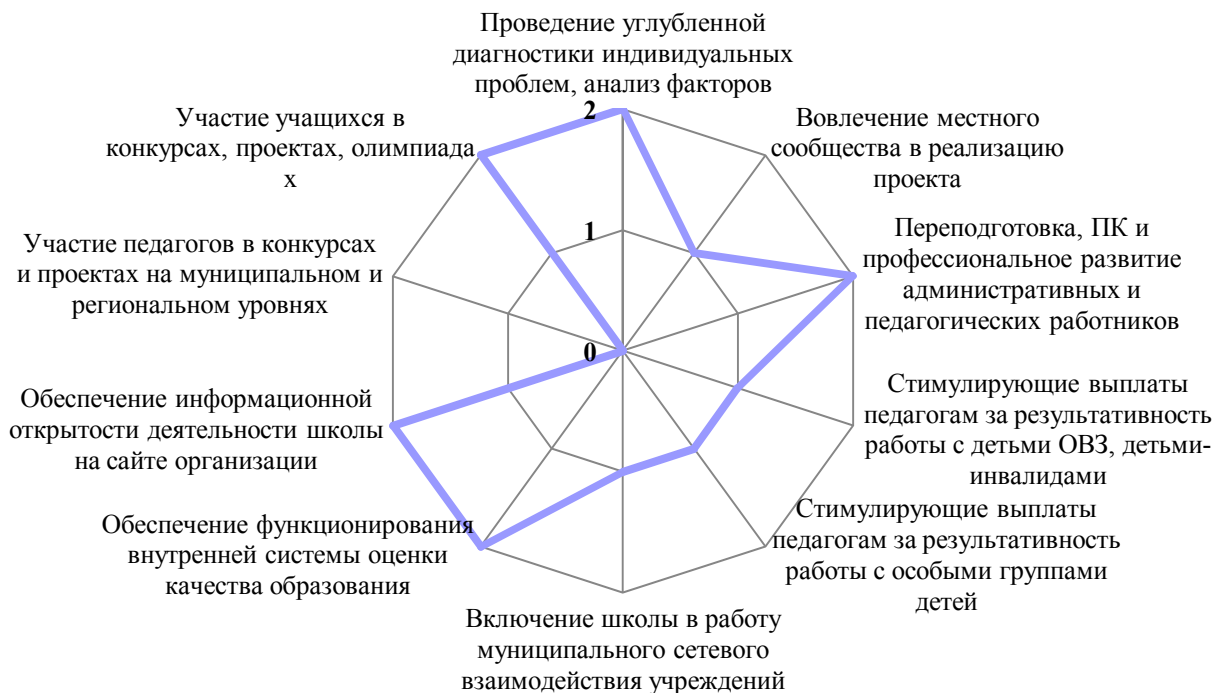 Проведение углубленной
диагностики индивидуальных
проблем, анализ факторов
Вовлечение местного
сообщества в реализацию
проекта
Переподготовка, ПК и
профессиональное развитие
административных и
педагогических работников
Стимулирующие выплаты
педагогам за результативность
работы с детьми ОВЗ, детьми-
инвалидами
Стимулирующие выплаты
педагогам за результативность
работы с особыми группами
детей
Включение школы в работу
муниципального сетевого
взаимодействия учреждений
Обеспечение функционирования
внутренней системы оценки
качества образования
Обеспечение информационной
открытости деятельности школы
на сайте организации
Участие педагогов в конкурсах
и проектах на муниципальном и
региональном уровнях
Участие учащихся в
конкурсах, проектах, олимпиада
х
2
1
0